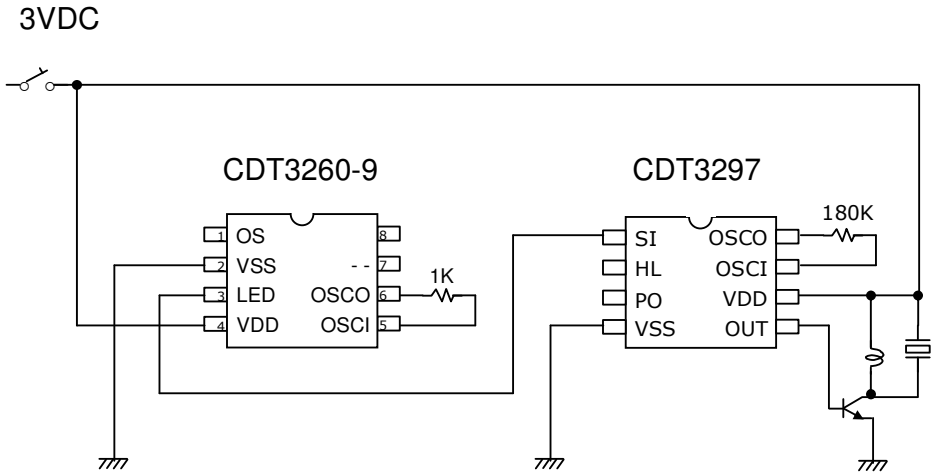 3VDC
CDT3260-9
1 OS
2 VSS
3 LED
4 VDD
8
7 - -
6 OSCO
5 OSCI
1K
CDT3297
SI
HL
PO
VSS
OSCO
OSCI
VDD
OUT
180K